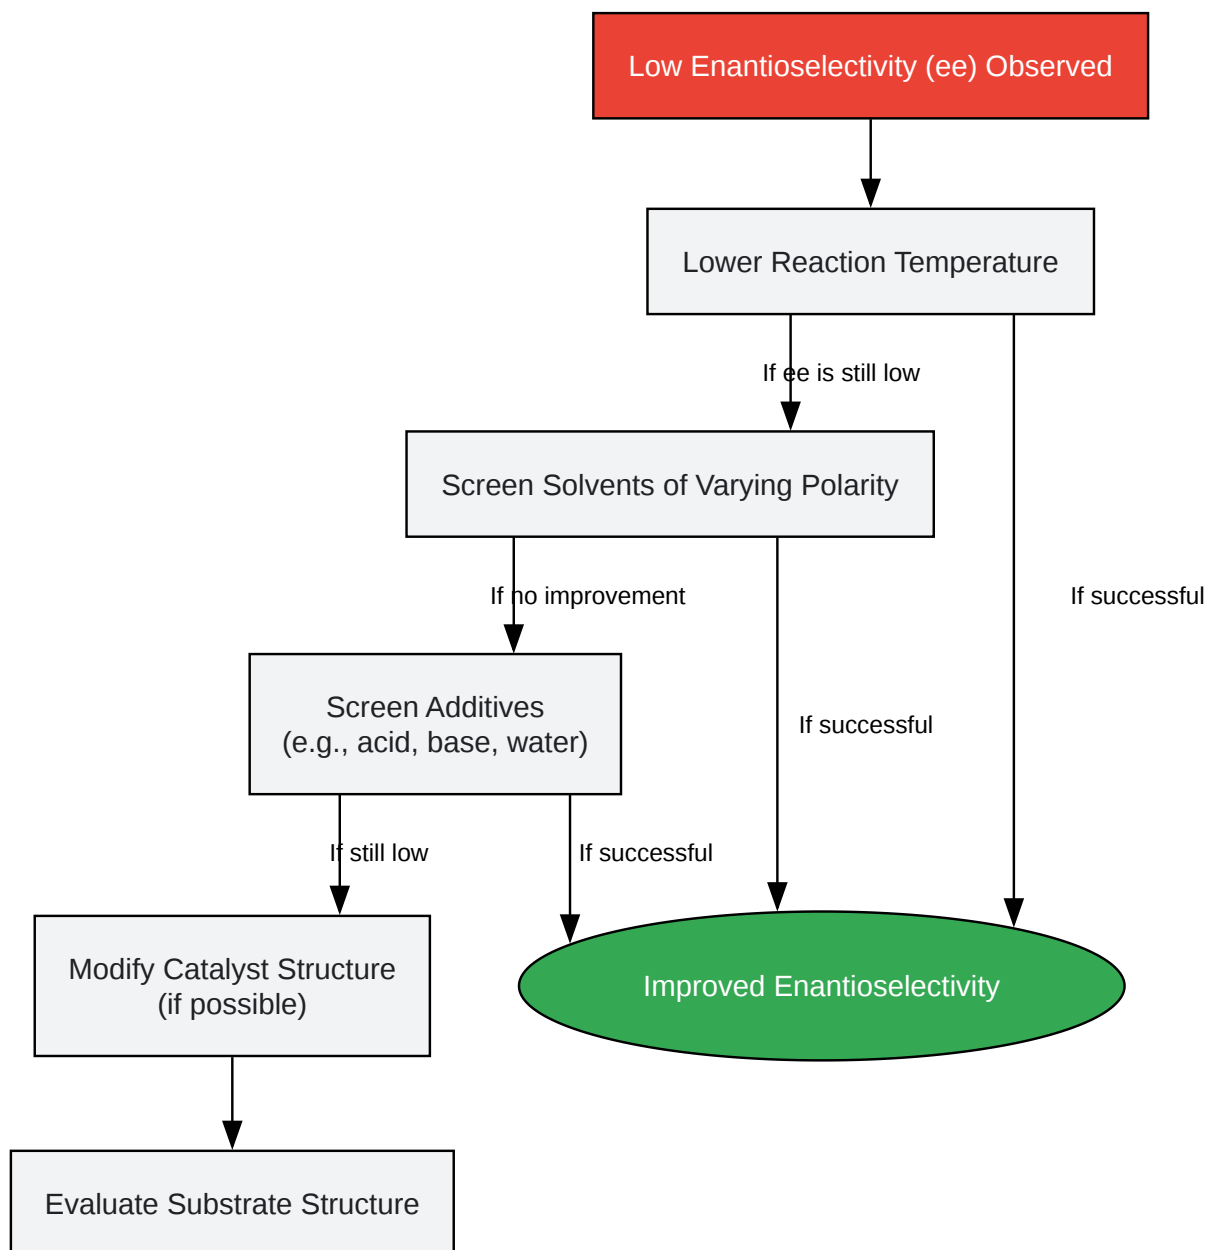 Low Enantioselectivity (ee) Observed
Lower Reaction Temperature
If ee is still low
Screen Solvents of Varying Polarity
If no improvement
If successful
Screen Additives
(e.g., acid, base, water)
If successful
If still low
If successful
Modify Catalyst Structure
(if possible)
Improved Enantioselectivity
Evaluate Substrate Structure